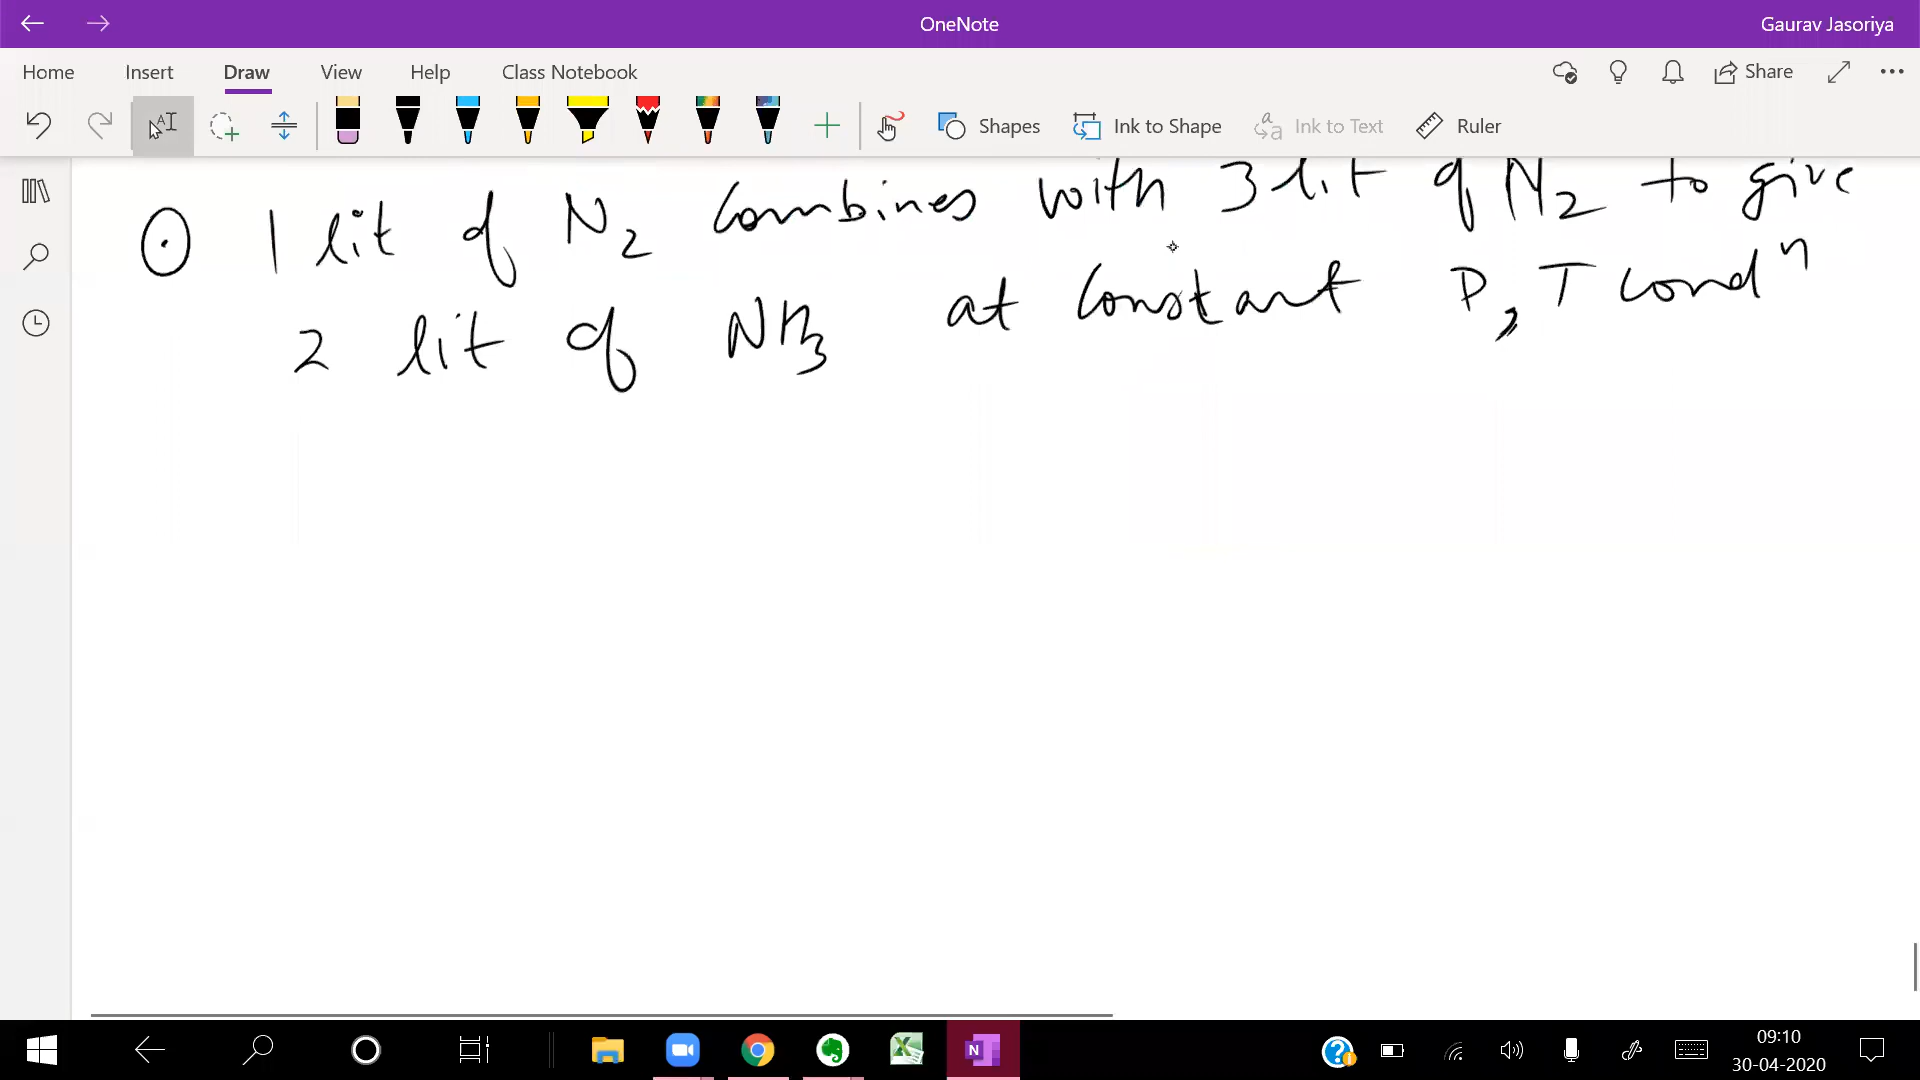 OneNote
Gaurav Jasoriya
Home Insert Draw View Help Class Notebook Share
Shapes Ink to Shape Ink to Text Ruler
1 lit of N2 combines with 3 lit of N2 to give
2 lit of NH3 at constant P, T condn
09:10
30-04-2020